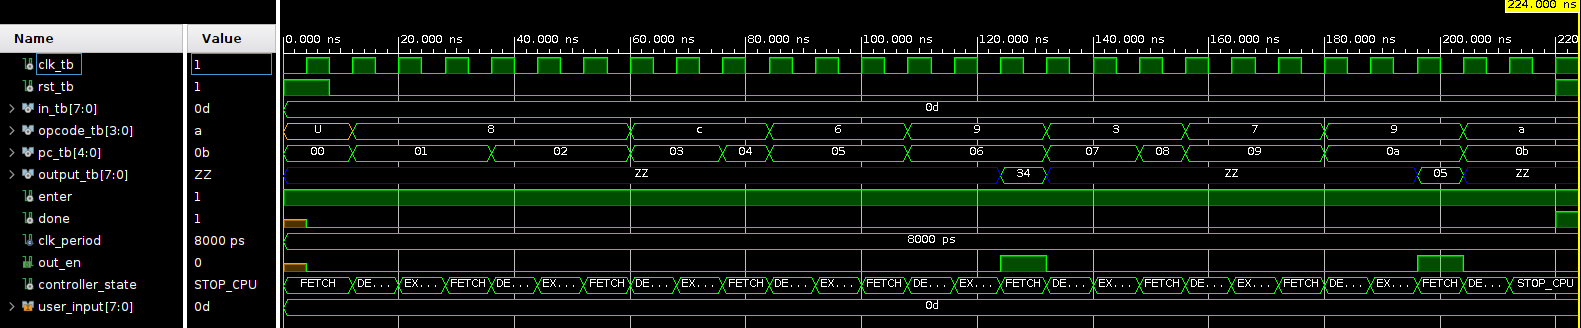 224.000 ns
Name Value 0.000 ns 20.000 ns 40.000 ns 60.000 ns 80.000 ns 100.000 ns 120.000 ns 140.000 ns 160.000 ns 180.000 ns 200.000 ns 220
clk_tb 1
rst_tb 1
in_tb[7:0] 0d 0d
opcode_tb[3:0] a U 8 c 6 9 3 7 9 a
pc_tb[4:0] 0b 00 01 02 03 04 05 06 07 08 09 0a 0b
output_tb[7:0] ZZ ZZ 34 ZZ 05 ZZ
enter 1
done 1
clk_period 8000 ps 8000 ps
out_en 0
controller_state STOP_CPU FETCH DE... EX... FETCH DE... EX... FETCH DE... EX... FETCH DE... EX... FETCH DE... EX... FETCH DE... EX... FETCH DE... EX... FETCH DE... EX... FETCH DE... STOP_CPU
user_input[7:0] 0d 0d